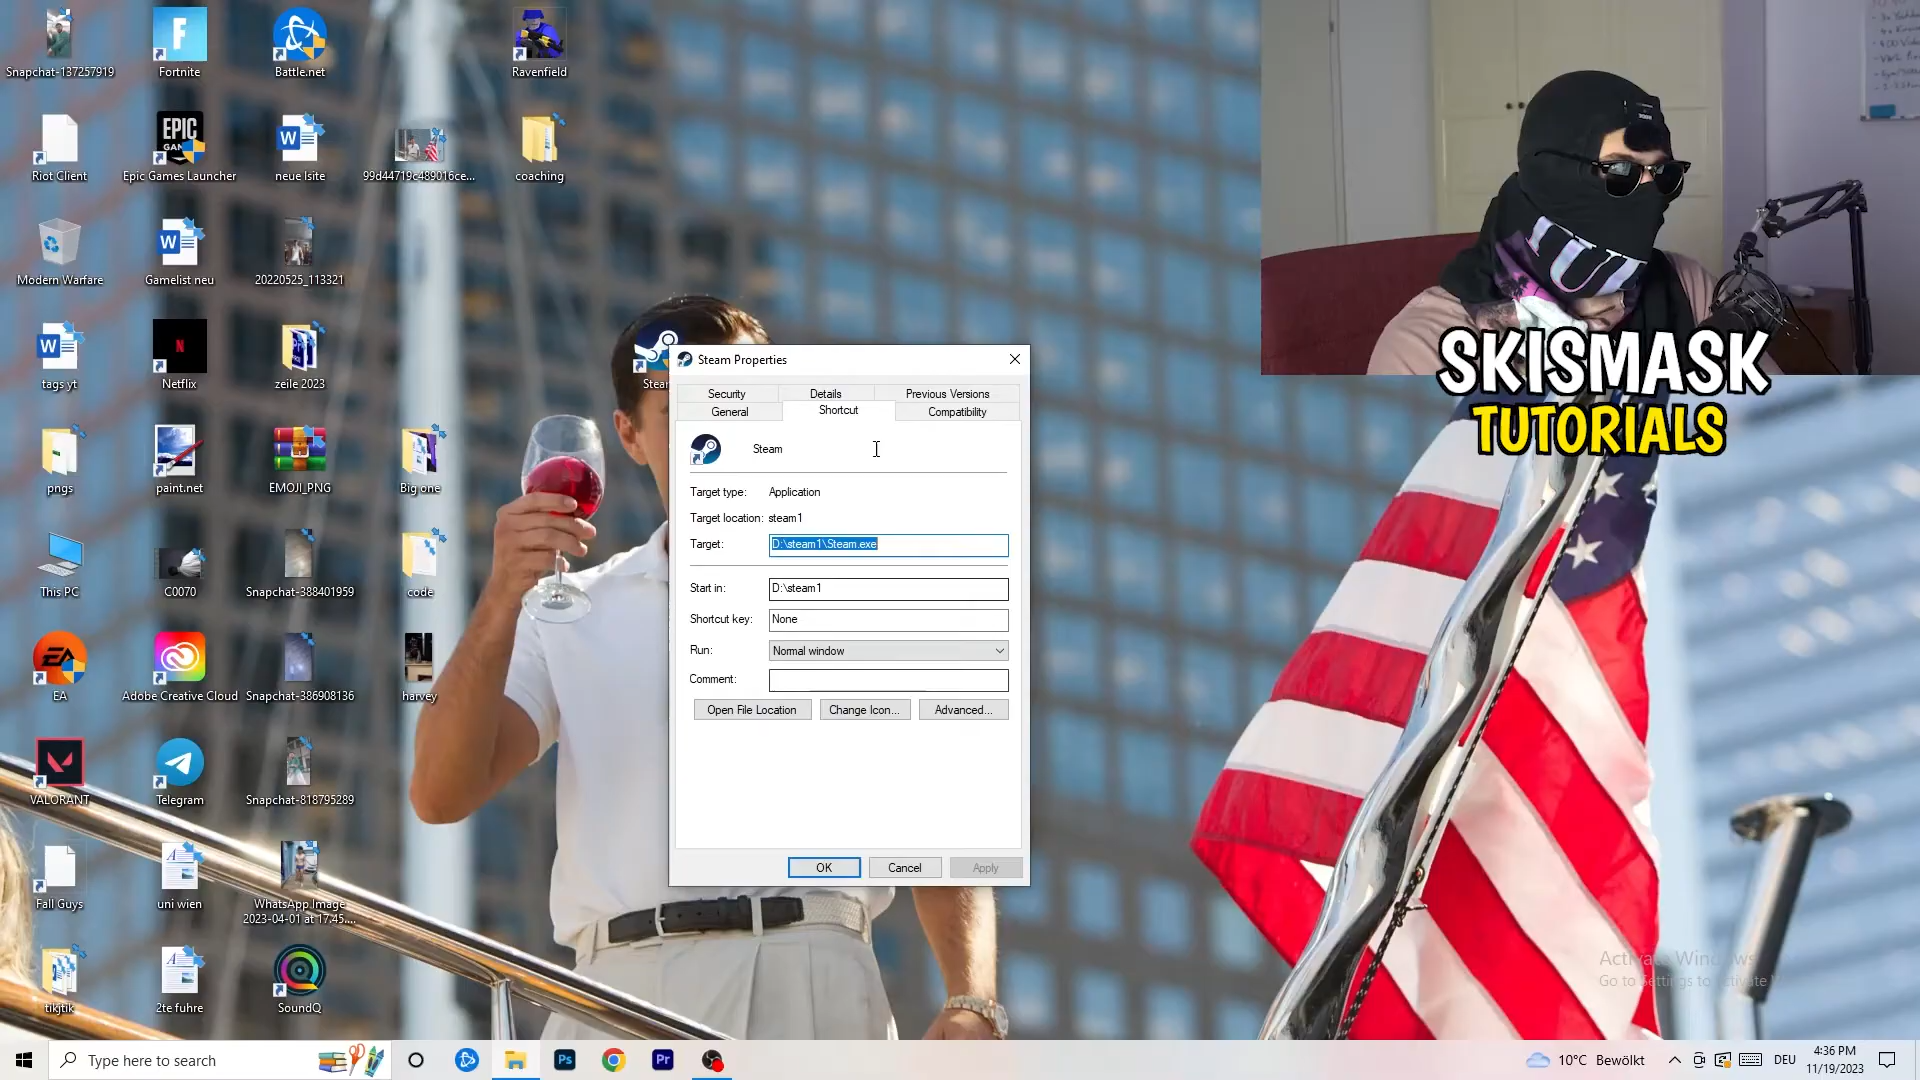 Snapchat-137257919
Fortnite
Battle.net
Ravenfield
Riot Client
EPIC
Epic Games Launcher
neue lsite
99d44719c489016ce...
coaching
Modern Warfare
Gamelist neu
20220525_113321
tags yt
Netflix
zeile 2023
pngs
paint.net
EMOJI_PNG
Big one
This PC
C0070
Snapchat-388401959
code
EA
Adobe Creative Cloud
Snapchat-386908136
harvey
VALORANT
Telegram
Snapchat-818795289
Fall Guys
uni wien
WhatsApp Image
2023-04-01 at 17.45....
tikjtik
2te fuhre
SoundQ
Steam Properties
Security
Details
Previous Versions
General
Shortcut
Compatibility
Steam
Target type: Application
Target location: steam1
Target: D:\steam1\Steam.exe
Start in: D:\steam1
Shortcut key: None
Run: Normal window
Comment:
Open File Location
Change Icon...
Advanced...
OK
Cancel
Apply
SKISMASK
TUTORIALS
Type here to search
Ps
Pr
10°C Bewölkt
DEU
4:36 PM
11/19/2023